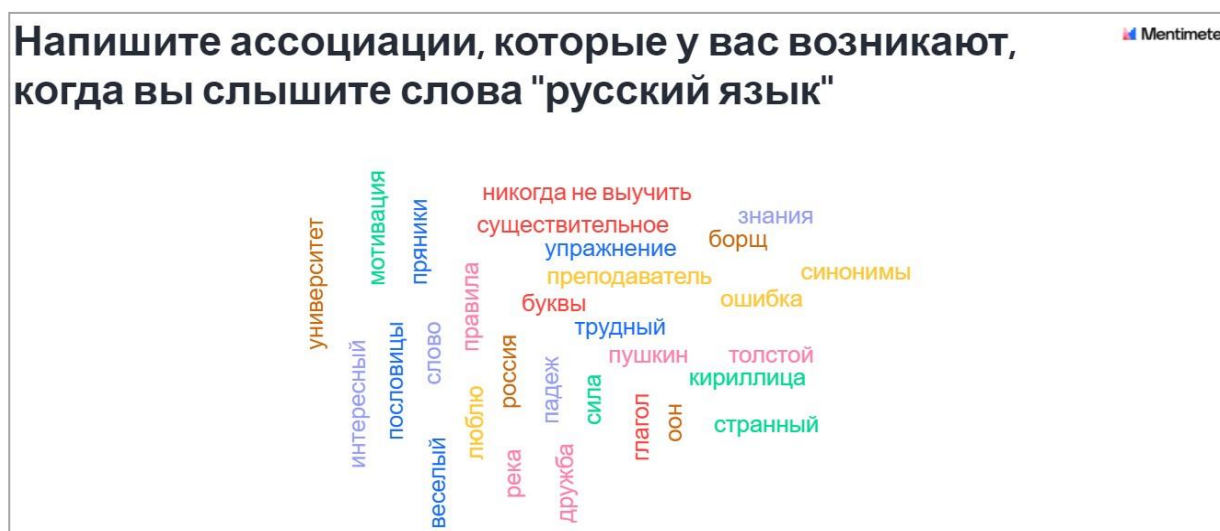 Напишите ассоциации, которые у вас возникают,
когда вы слышите слова "русский язык"
Mentimete
никогда не выучить
существительное
знания
упражнение
борщ
преподаватель
синонимы
буквы
ошибка
трудный
пушкин
толстой
кириллица
странный
университет
мотивация
пряники
правила
интересный
пословицы
слово
россия
падеж
сила
люблю
глагол
оон
веселый
река
дружба